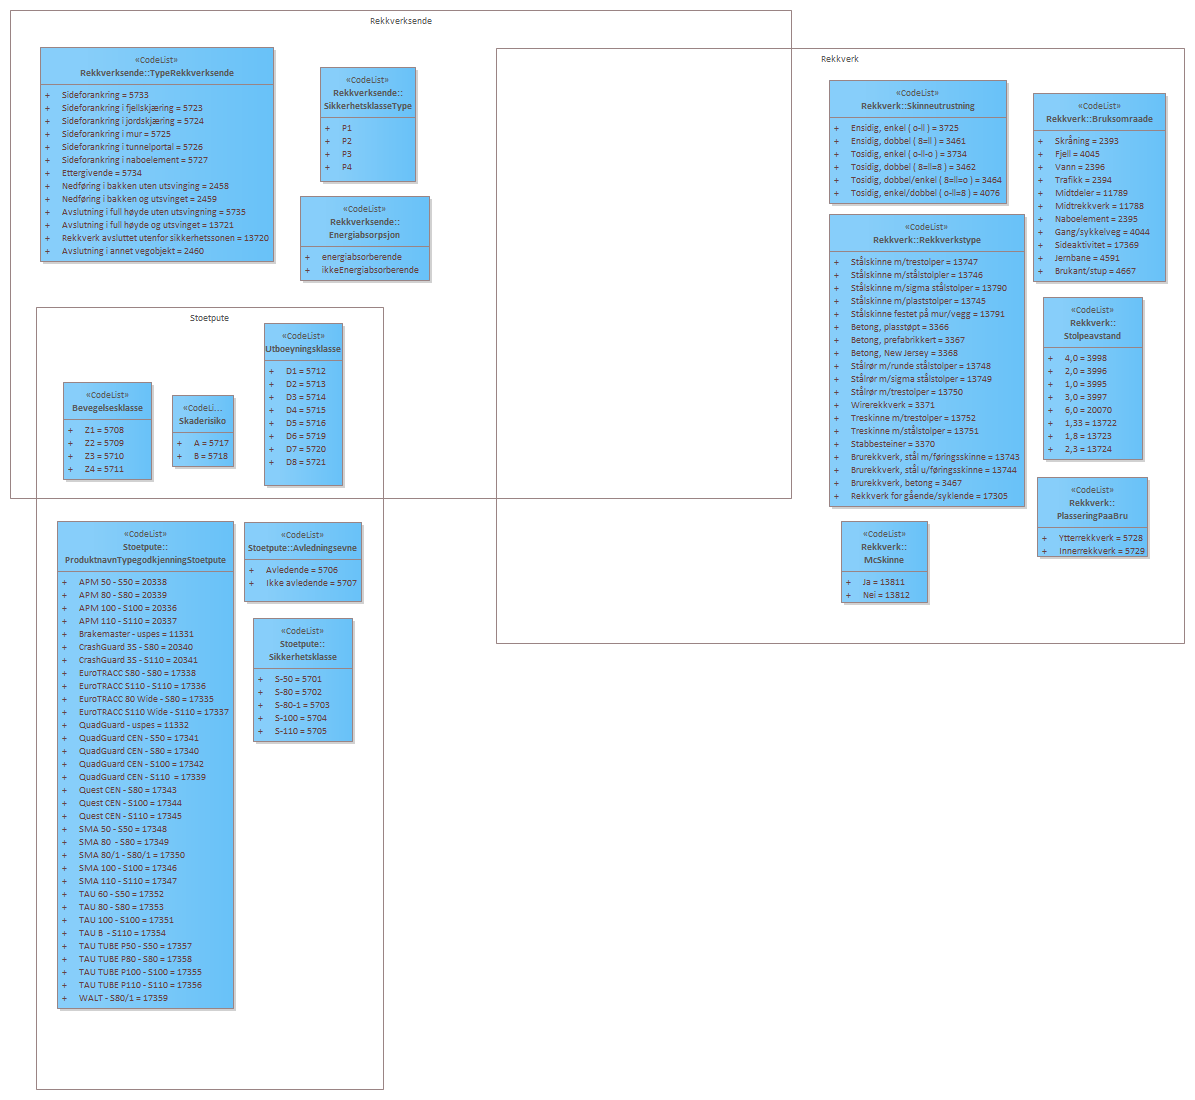 Rekkverksende
«CodeList»
Rekkverksende::TypeRekkverksende
+ Sideforankring = 5733
+ Sideforankring i fjellskjæring = 5723
+ Sideforankring i jordskjæring = 5724
+ Sideforankring i mur = 5725
+ Sideforankring i tunnelportal = 5726
+ Sideforankring i naboelement = 5727
+ Ettergivende = 5734
+ Nedføring i bakken uten utsvinging = 2458
+ Nedføring i bakken og utsvinget = 2459
+ Avslutning i full høyde uten utsvingning = 5735
+ Avslutning i full høyde og utsvinget = 13721
+ Rekkverk avsluttet utenfor sikkerhetssonen = 13720
+ Avslutning i annet vegobjekt = 2460
«CodeList»
Rekkverksende::
SikkerhetsklasseType
+ P1
+ P2
+ P3
+ P4
«CodeList»
Rekkverksende::
Energiabsorpsjon
+ energiabsorberende
+ ikkeEnergiabsorberende
Stoetpute
«CodeList»
Bevegelsesklasse
+ Z1 = 5708
+ Z2 = 5709
+ Z3 = 5710
+ Z4 = 5711
«CodeLi...
Skaderisiko
+ A = 5717
+ B = 5718
«CodeList»
Utboeyningsklasse
+ D1 = 5712
+ D2 = 5713
+ D3 = 5714
+ D4 = 5715
+ D5 = 5716
+ D6 = 5719
+ D7 = 5720
+ D8 = 5721
«CodeList»
Stoetpute::
ProduktnavnTypegodkjenningStoetpute
+ APM 50 - S50 = 20338
+ APM 80 - S80 = 20339
+ APM 100 - S100 = 20336
+ APM 110 - S110 = 20337
+ Brakemaster - uspes = 11331
+ CrashGuard 3S - S80 = 20340
+ CrashGuard 3S - S110 = 20341
+ EuroTRACC S80 - S80 = 17338
+ EuroTRACC S110 - S110 = 17336
+ EuroTRACC 80 Wide - S80 = 17335
+ EuroTRACC S110 Wide - S110 = 17337
+ QuadGuard - uspes = 11332
+ QuadGuard CEN - S50 = 17341
+ QuadGuard CEN - S80 = 17340
+ QuadGuard CEN - S100 = 17342
+ QuadGuard CEN - S110 = 17339
+ Quest CEN - S80 = 17343
+ Quest CEN - S100 = 17344
+ Quest CEN - S110 = 17345
+ SMA 50 - S50 = 17348
+ SMA 80 - S80 = 17349
+ SMA 80/1 - S80/1 = 17350
+ SMA 100 - S100 = 17346
+ SMA 110 - S110 = 17347
+ TAU 60 - S50 = 17352
+ TAU 80 - S80 = 17353
+ TAU 100 - S100 = 17351
+ TAU B - S110 = 17354
+ TAU TUBE P50 - S50 = 17357
+ TAU TUBE P80 - S80 = 17358
+ TAU TUBE P100 - S100 = 17355
+ TAU TUBE P110 - S110 = 17356
+ WALT - S80/1 = 17359
«CodeList»
Stoetpute::Avledningsevne
+ Avledende = 5706
+ Ikke avledende = 5707
«CodeList»
Stoetpute::
Sikkerhetsklasse
+ S-50 = 5701
+ S-80 = 5702
+ S-80-1 = 5703
+ S-100 = 5704
+ S-110 = 5705
Rekkverk
«CodeList»
Rekkverk::Skinneutrustning
+ Ensidig, enkel ( o-ll ) = 3725
+ Ensidig, dobbel ( 8=ll ) = 3461
+ Tosidig, enkel ( o-ll-o ) = 3734
+ Tosidig, dobbel ( 8=ll=8 ) = 3462
+ Tosidig, dobbel/enkel ( 8=ll=o ) = 3464
+ Tosidig, enkel/dobbel ( o-ll=8 ) = 4076
«CodeList»
Rekkverk::Bruksomraade
+ Skråning = 2393
+ Fjell = 4045
+ Vann = 2396
+ Trafikk = 2394
+ Midtdeler = 11789
+ Midtrekkverk = 11788
+ Naboelement = 2395
+ Gang/sykkelveg = 4044
+ Sideaktivitet = 17369
+ Jernbane = 4591
+ Brukant/stup = 4667
«CodeList»
Rekkverk::Rekkverkstype
+ Stålskinne m/trestolper = 13747
+ Stålskinne m/stålstolpler = 13746
+ Stålskinne m/sigma stålstolper = 13790
+ Stålskinne m/plaststolper = 13745
+ Stålskinne festet på mur/vegg = 13791
+ Betong, plasstøpt = 3366
+ Betong, prefabrikkert = 3367
+ Betong, New Jersey = 3368
+ Stålrør m/runde stålstolper = 13748
+ Stålrør m/sigma stålstolper = 13749
+ Stålrør m/trestolper = 13750
+ Wirerekkverk = 3371
+ Treskinne m/trestolper = 13752
+ Treskinne m/stålstolper = 13751
+ Stabbesteiner = 3370
+ Brurekkverk, stål m/føringsskinne = 13743
+ Brurekkverk, stål u/føringsskinne = 13744
+ Brurekkverk, betong = 3467
+ Rekkverk for gående/syklende = 17305
«CodeList»
Rekkverk::
Stolpeavstand
+ 4,0 = 3998
+ 2,0 = 3996
+ 1,0 = 3995
+ 3,0 = 3997
+ 6,0 = 20070
+ 1,33 = 13722
+ 1,8 = 13723
+ 2,3 = 13724
«CodeList»
Rekkverk::
PlasseringPaaBru
+ Ytterrekkverk = 5728
+ Innerrekkverk = 5729
«CodeList»
Rekkverk::
McSkinne
+ Ja = 13811
+ Nei = 13812